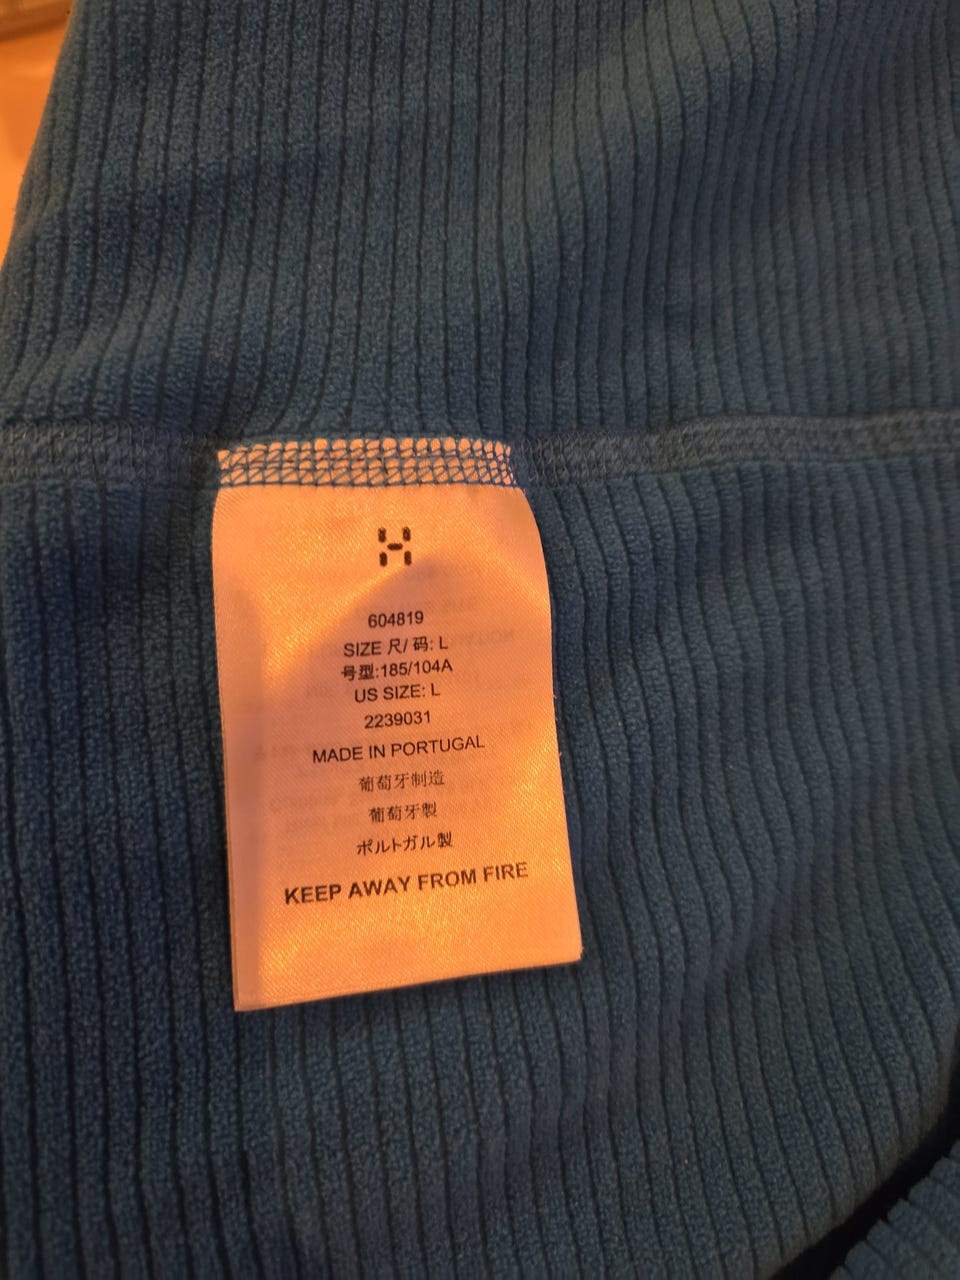 604819
SIZE 尺/ 码: L
号型:185/104A
US SIZE: L
2239031
MADE IN PORTUGAL
葡萄牙制造
葡萄牙製
ポルトガル製
KEEP AWAY FROM FIRE